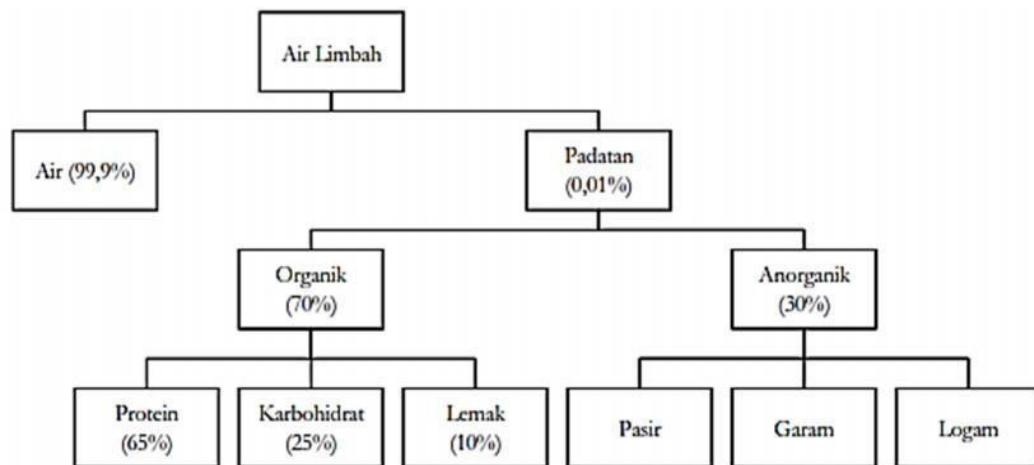 Air Limbah
Air (99,9%)
Padatan
(0,01%)
Organik
(70%)
Anorganik
(30%)
Protein
(65%)
Karbohidrat
(25%)
Lemak
(10%)
Pasir
Garam
Logam